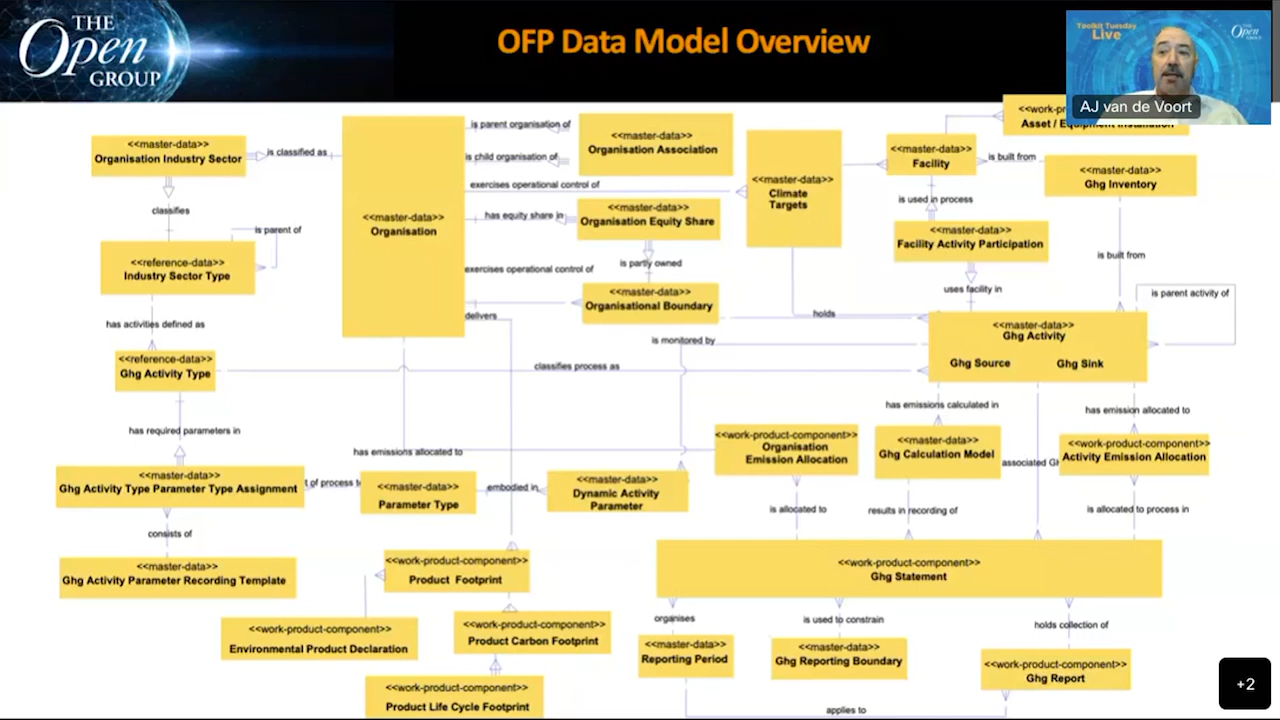 THE
Open
GROUP
OFP Data Model Overview
Toolkit Tuesday
Live
Open
AJ van de Voort
<<master-data>>
Organisation Industry Sector
is classified as
classifies
is parent of
<<reference-data>>
Industry Sector Type
has activities defined as
<<reference-data>>
Ghg Activity Type
has required parameters in
<<master-data>>
Ghg Activity Type Parameter Type Assignment
consists of
<<master-data>>
Ghg Activity Parameter Recording Template
<<master-data>>
Organisation
is parent organisation of
is child organisation of
<<master-data>>
Organisation Association
exercises operational control of
has equity share in
<<master-data>>
Organisation Equity Share
is partly owned
exercises operational control of
<<master-data>>
Organisational Boundary
delivers
holds
is monitored by
classifies process as
<<master-data>>
Climate
Targets
<<work-pr
Asset / Equipment Installation
<<master-data>>
Facility
is built from
<<master-data>>
Ghg Inventory
is used in process
<<master-data>>
Facility Activity Participation
uses facility in
is built from
is parent activity of
<<master-data>>
Ghg Activity
Ghg Source
Ghg Sink
has emissions allocated to
t of process t
<<master-data>>
Parameter Type
embodied in
<<master-data>>
Dynamic Activity
Parameter
<<work-product-component>>
Organisation
Emission Allocation
has emissions calculated in
<<master-data>>
Ghg Calculation Model
associated Gh
has emission allocated to
<<work-product-component>>
Activity Emission Allocation
is allocated to
results in recording of
is allocated to process in
<<work-product-component>>
Ghg Statement
<<work-product-component>>
Product Footprint
<<work-product-component>>
Environmental Product Declaration
<<work-product-component>>
Product Carbon Footprint
<<work-product-component>>
Product Life Cycle Footprint
organises
<<master-data>>
Reporting Period
is used to constrain
<<master-data>>
Ghg Reporting Boundary
holds collection of
<<work-product-component>>
Ghg Report
applies to
+2